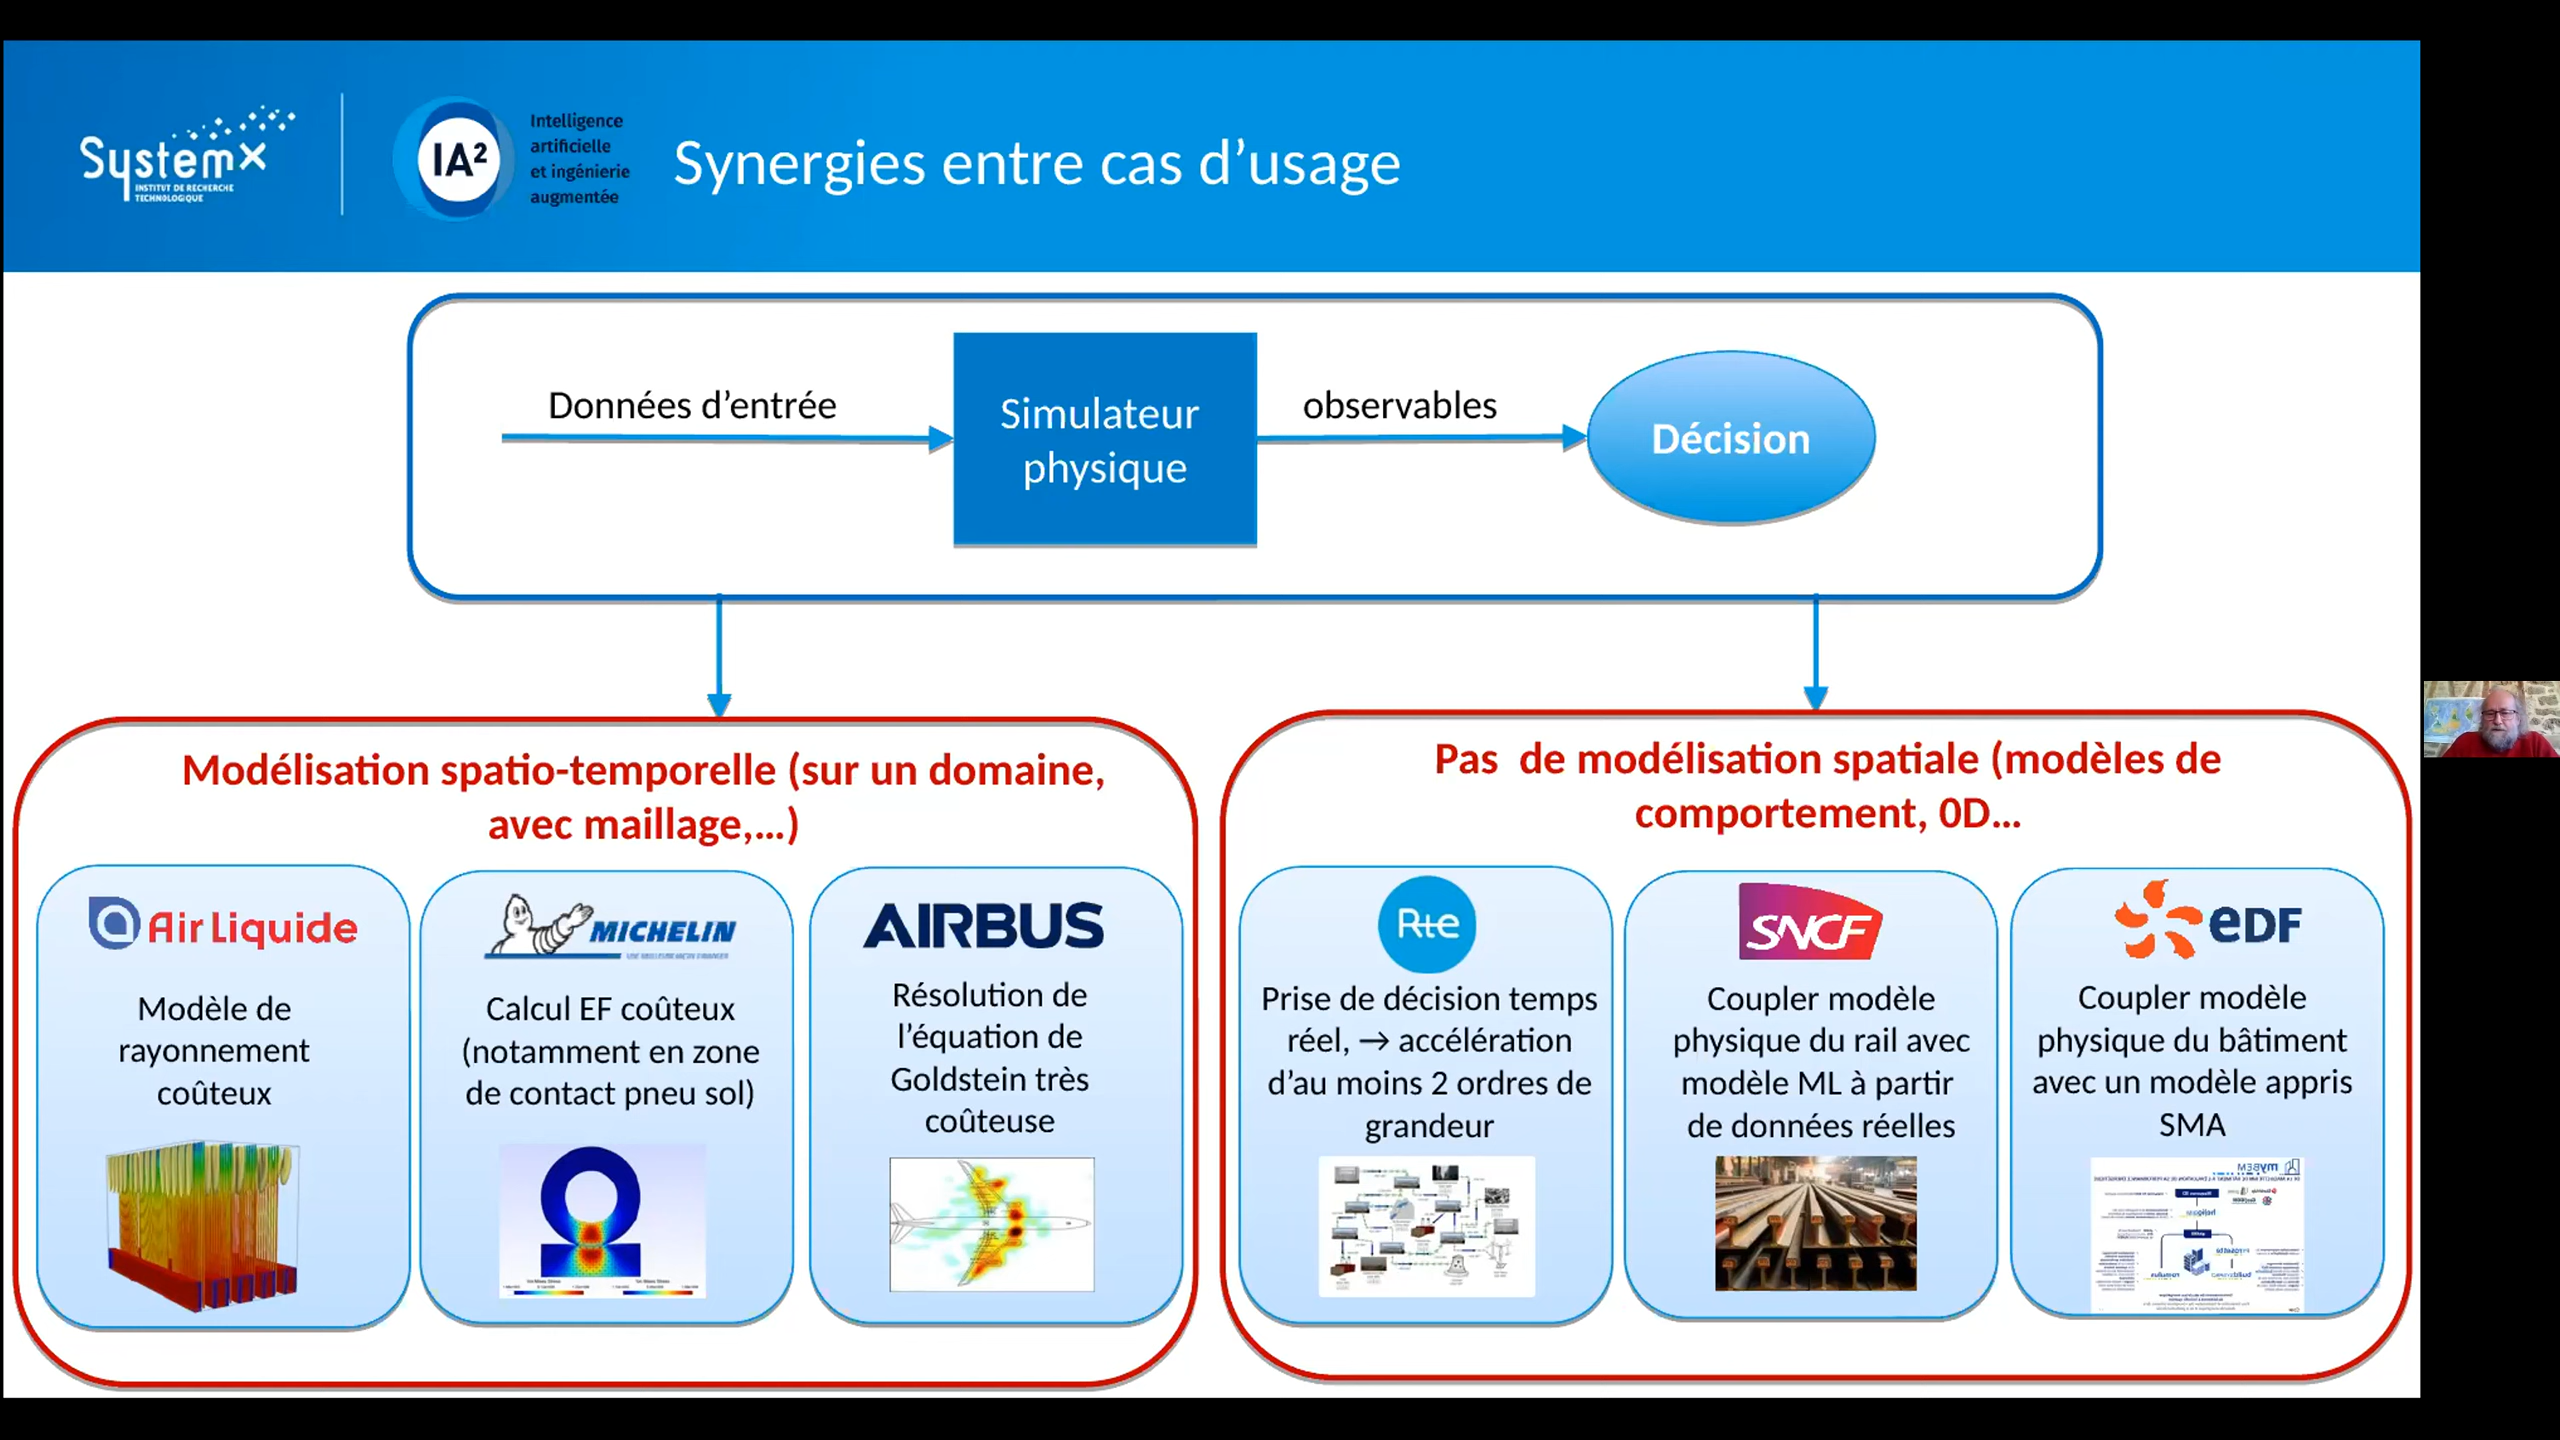 SystemX
INSTITUT DE RECHERCHE
TECHNOLOGIQUE
IA²
Intelligence
artificielle
et ingénierie
augmentée
Synergies entre cas d’usage
Données d’entrée
Simulateur
physique
observables
Décision
Modélisation spatio-temporelle (sur un domaine,
avec maillage,…)
Air Liquide
Modèle de
rayonnement
coûteux
MICHELIN
Calcul EF coûteux
(notamment en zone
de contact pneu sol)
AIRBUS
Résolution de
l’équation de
Goldstein très
coûteuse
Pas  de modélisation spatiale (modèles de
comportement, 0D…
Rte
Prise de décision temps
réel, → accélération
d’au moins 2 ordres de
grandeur
SNCF
Coupler modèle
physique du rail avec
modèle ML à partir
de données réelles
eDF
Coupler modèle
physique du bâtiment
avec un modèle appris
SMA
myBEM